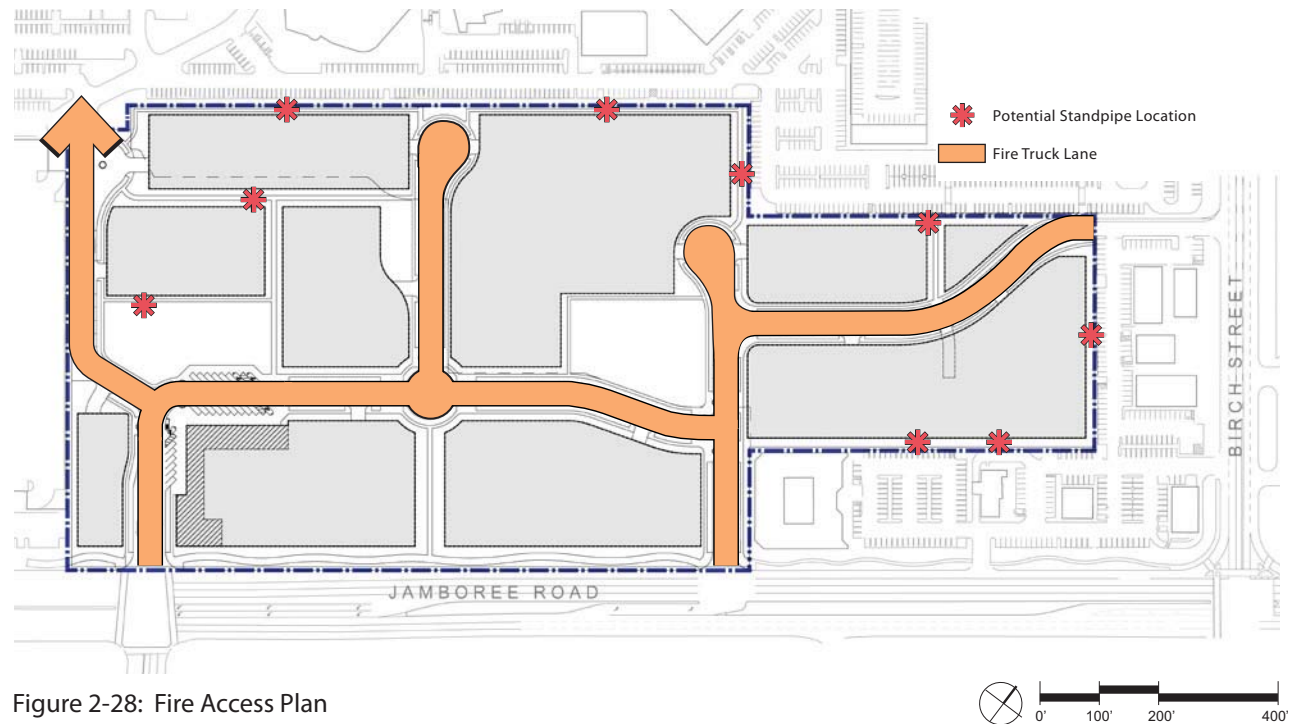 Potential Standpipe Location
Fire Truck Lane
BIRCH STREET
JAMBOREE ROAD
Figure 2-28: Fire Access Plan
0' 100' 200' 400'